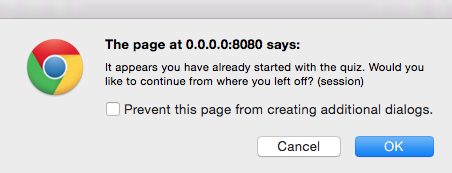 The page at 0.0.0.0:8080 says:
It appears you have already started with the quiz. Would you
like to continue from where you left off? (session)
Prevent this page from creating additional dialogs.
Cancel
OK